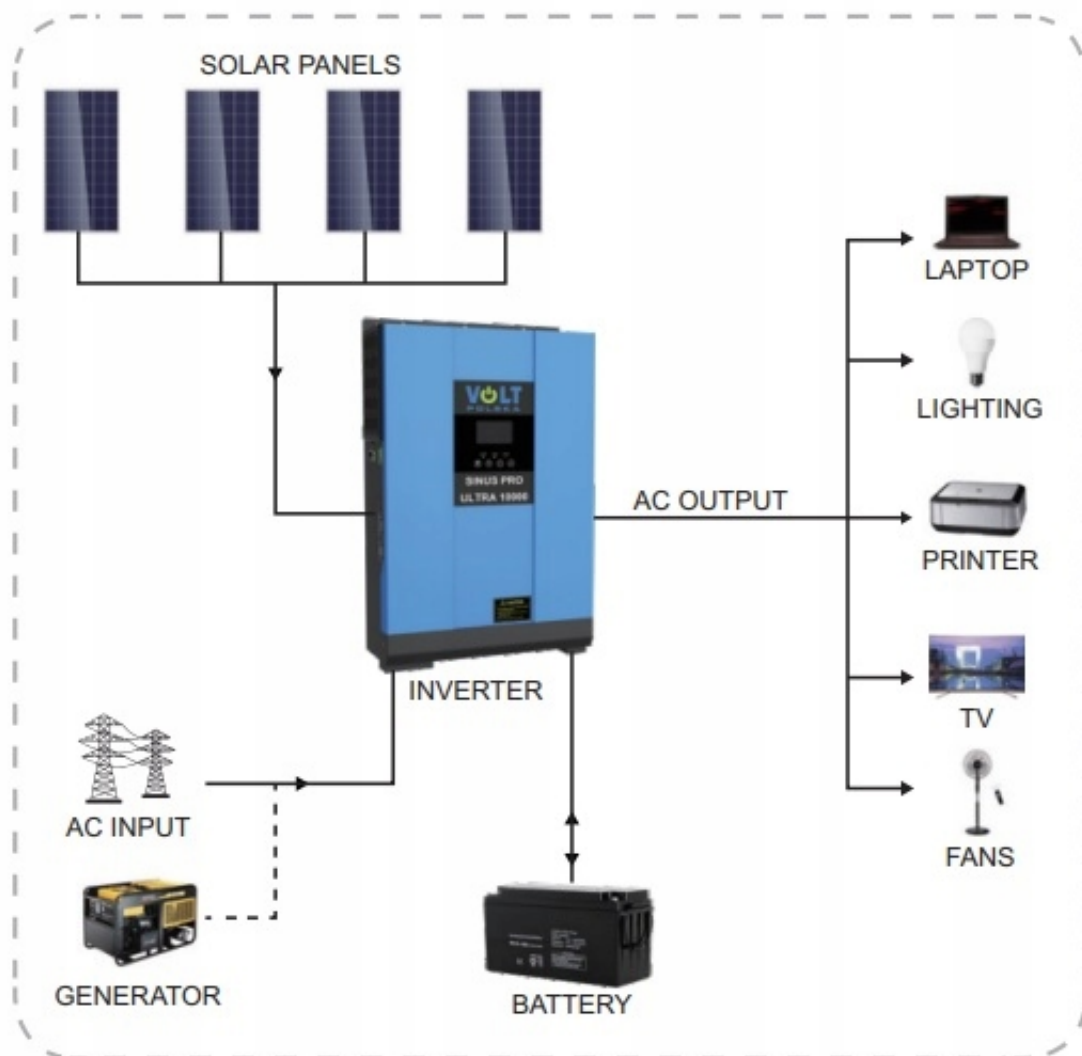 SOLAR PANELS
VOLT
POLSKA
SINUS PRO
ULTRA 10000
LAPTOP
LIGHTING
AC OUTPUT
PRINTER
INVERTER
TV
AC INPUT
FANS
GENERATOR
BATTERY